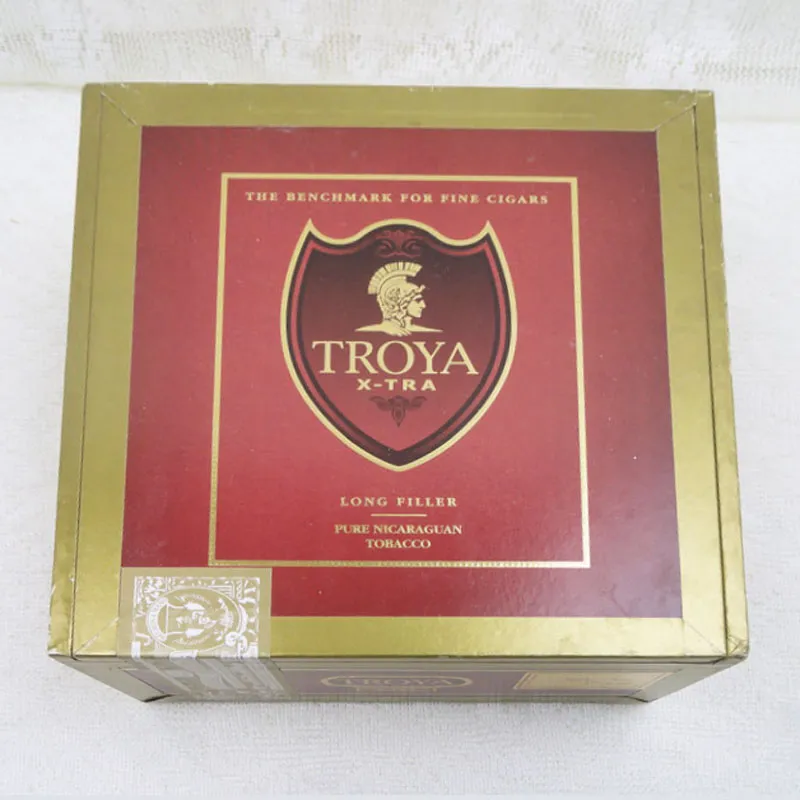 THE BENCHMARK FOR FINE CIGARS
TROYA
X-TRA
LONG FILLER
PURE NICARAGUAN
TOBACCO
TROYA